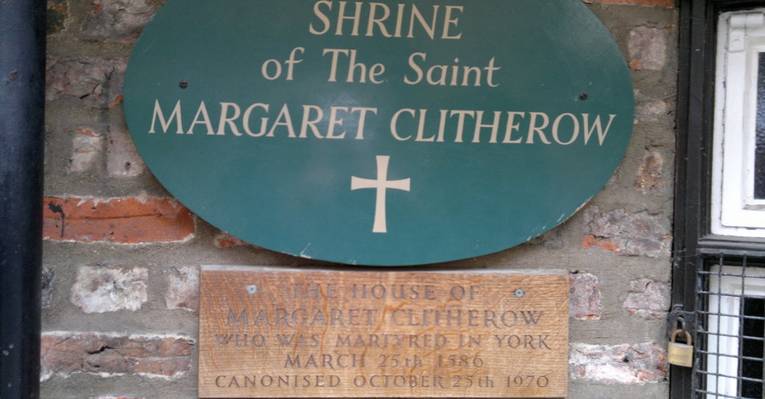 SHRINE
of The Saint
MARGARET CLITHEROW
THE HOUSE OF
MARGARET CLITHEROW
WHO WAS MARTYRED IN YORK
MARCH 25th 1586
CANONISED OCTOBER 25th 1970